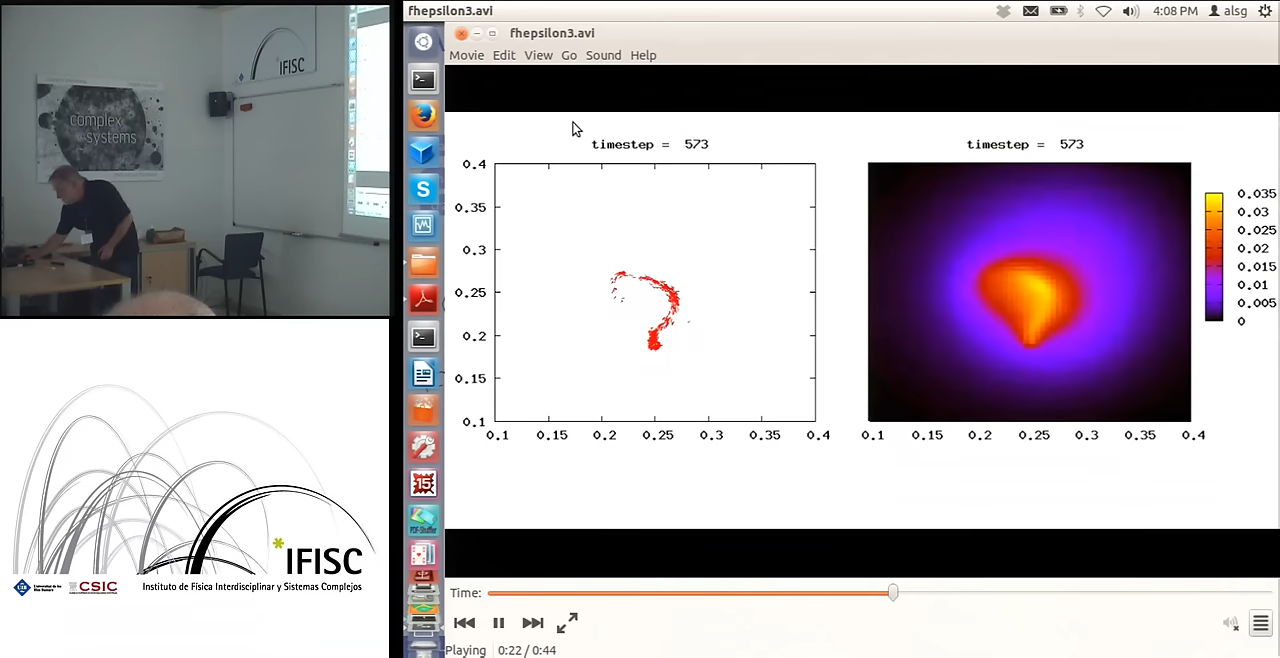 fhepsilon3.avi
4:08 PM
alsg
fhepsilon3.avi
Movie Edit View Go Sound Help
IFISC
complex
systems
timestep = 573
0.4
0.35
0.3
0.25
0.2
0.15
0.1
0.1 0.15 0.2 0.25 0.3 0.35 0.4
timestep = 573
0.035
0.03
0.025
0.02
0.015
0.01
0.005
0
0.1 0.15 0.2 0.25 0.3 0.35 0.4
S
15
PDF-Shuffler
IFISC
CSIC
Instituto de Física Interdisciplinar y Sistemas Complejos
Time:
Playing 0:22 / 0:44